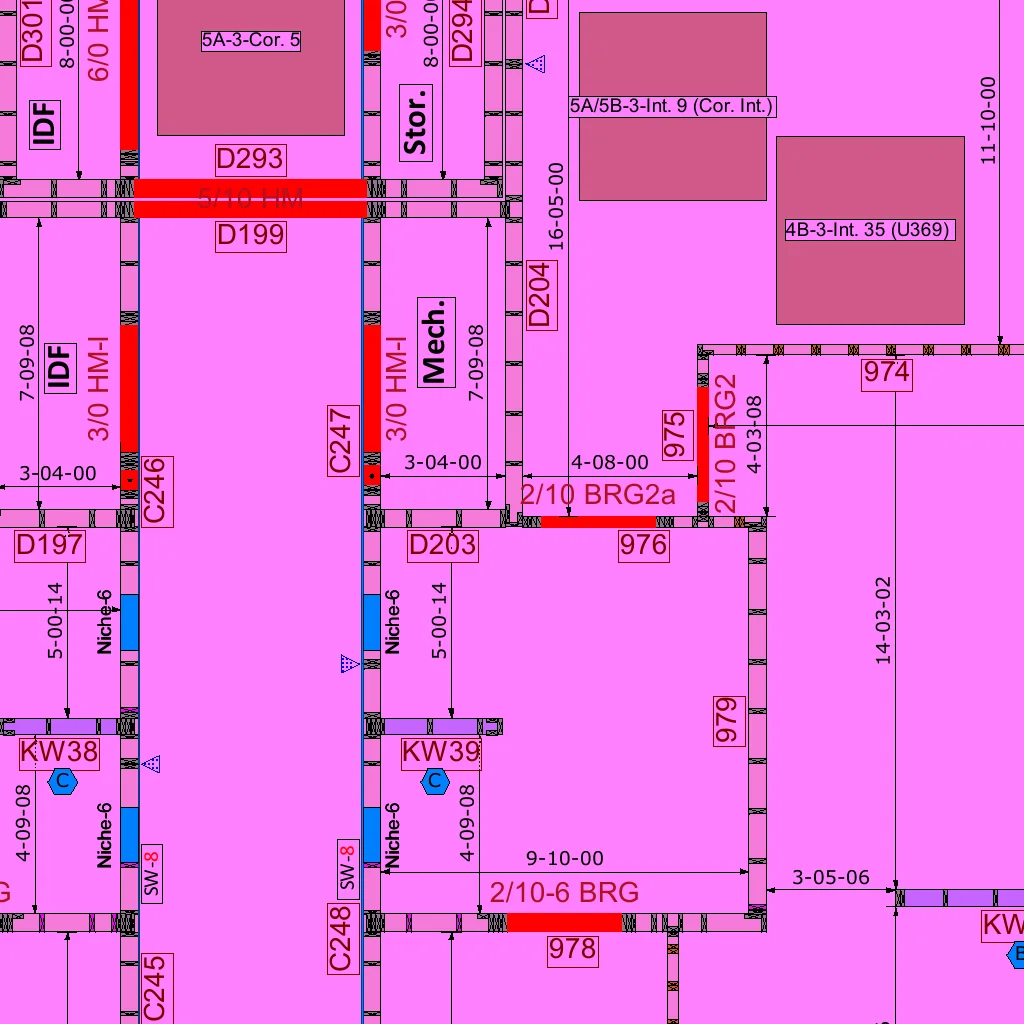 D301
8-00-00
6/0 HM
5A-3-Cor. 5
3/0
8-00-00
D294
5A/5B-3-Int. 9 (Cor. Int.)
11-10-00
IDF
Stor.
D293
5/10 HM
D199
16-05-00
4B-3-Int. 35 (U369)
D204
7-09-08
IDF
3/0 HM-I
3/0 HM-I
Mech.
7-09-08
974
C247
975
2/10 BRG2
4-03-08
3-04-00
C246
3-04-00
4-08-00
2/10 BRG2a
D197
D203
976
5-00-14
Niche-6
Niche-6
5-00-14
14-03-02
979
KW38
KW39
C
C
4-09-08
Niche-6
Niche-6
4-09-08
SW-8
SW-8
9-10-00
3-05-06
2/10-6 BRG
G
C248
978
KW
C245